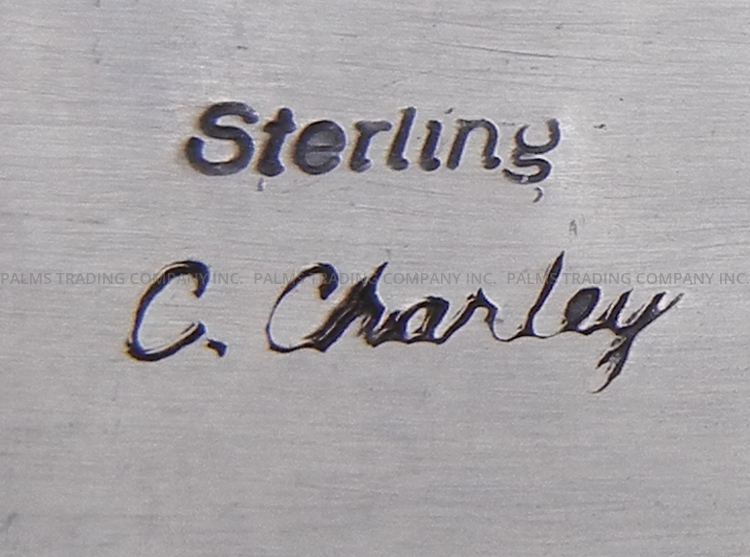 Sterling
PALMS TRADING COMPANY INC. PALMS TRADING COMPANY INC. PALMS TRADING COMPANY INC
C. Charley